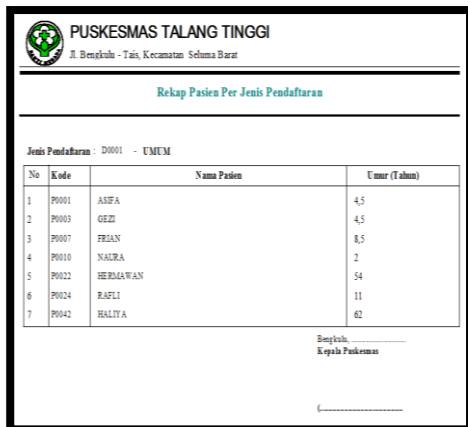 PUSKESMAS TALANG TINGGI
Jl. Bengkulu - Tais, Kecamatan Seluma Barat
Rekap Pasien Per Jenis Pendaftaran
Jenis Pendaftaran : D0001 - UMUM
No Kode Nama Pasien Umur (Tahun)
1 P0001 ASIFA 4,5
2 P0003 GEZI 4,5
3 P0007 FRIAN 8,5
4 P0010 NAURA 2
5 P0022 HERMAWAN 54
6 P0024 RAFLI 11
7 P0042 HALIYA 62
Bengkulu, ............................
Kepala Puskesmas
(............................